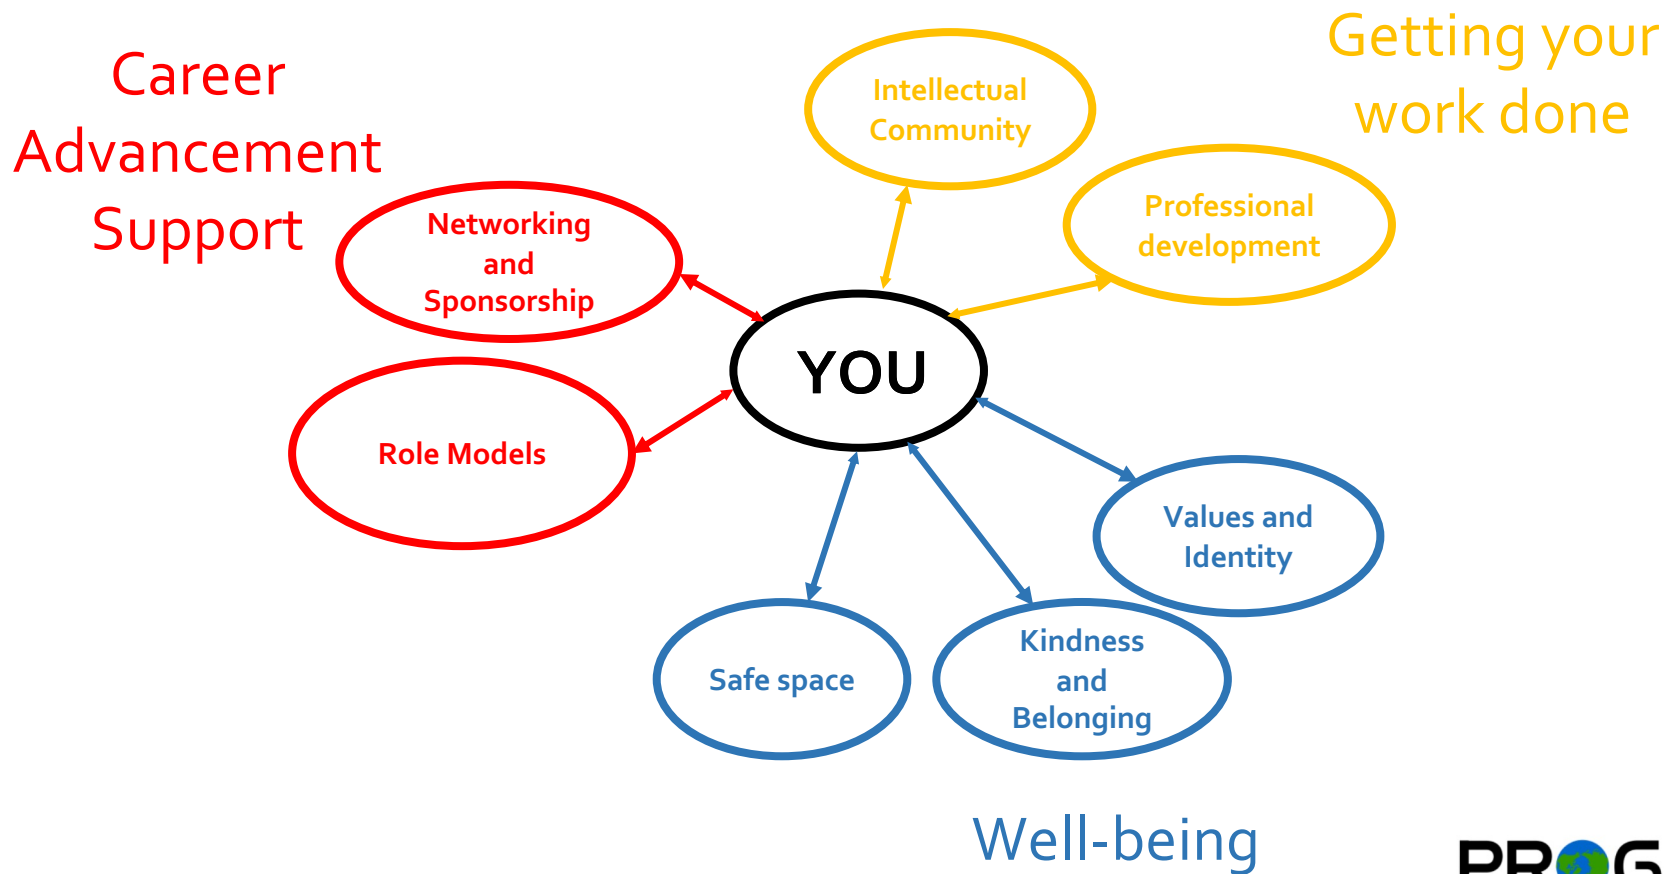 Career
Advancement
Support
Getting your
work done
Intellectual
Community
Professional
development
Networking
and
Sponsorship
YOU
Role Models
Values and
Identity
Kindness
and
Belonging
Safe space
Well-being